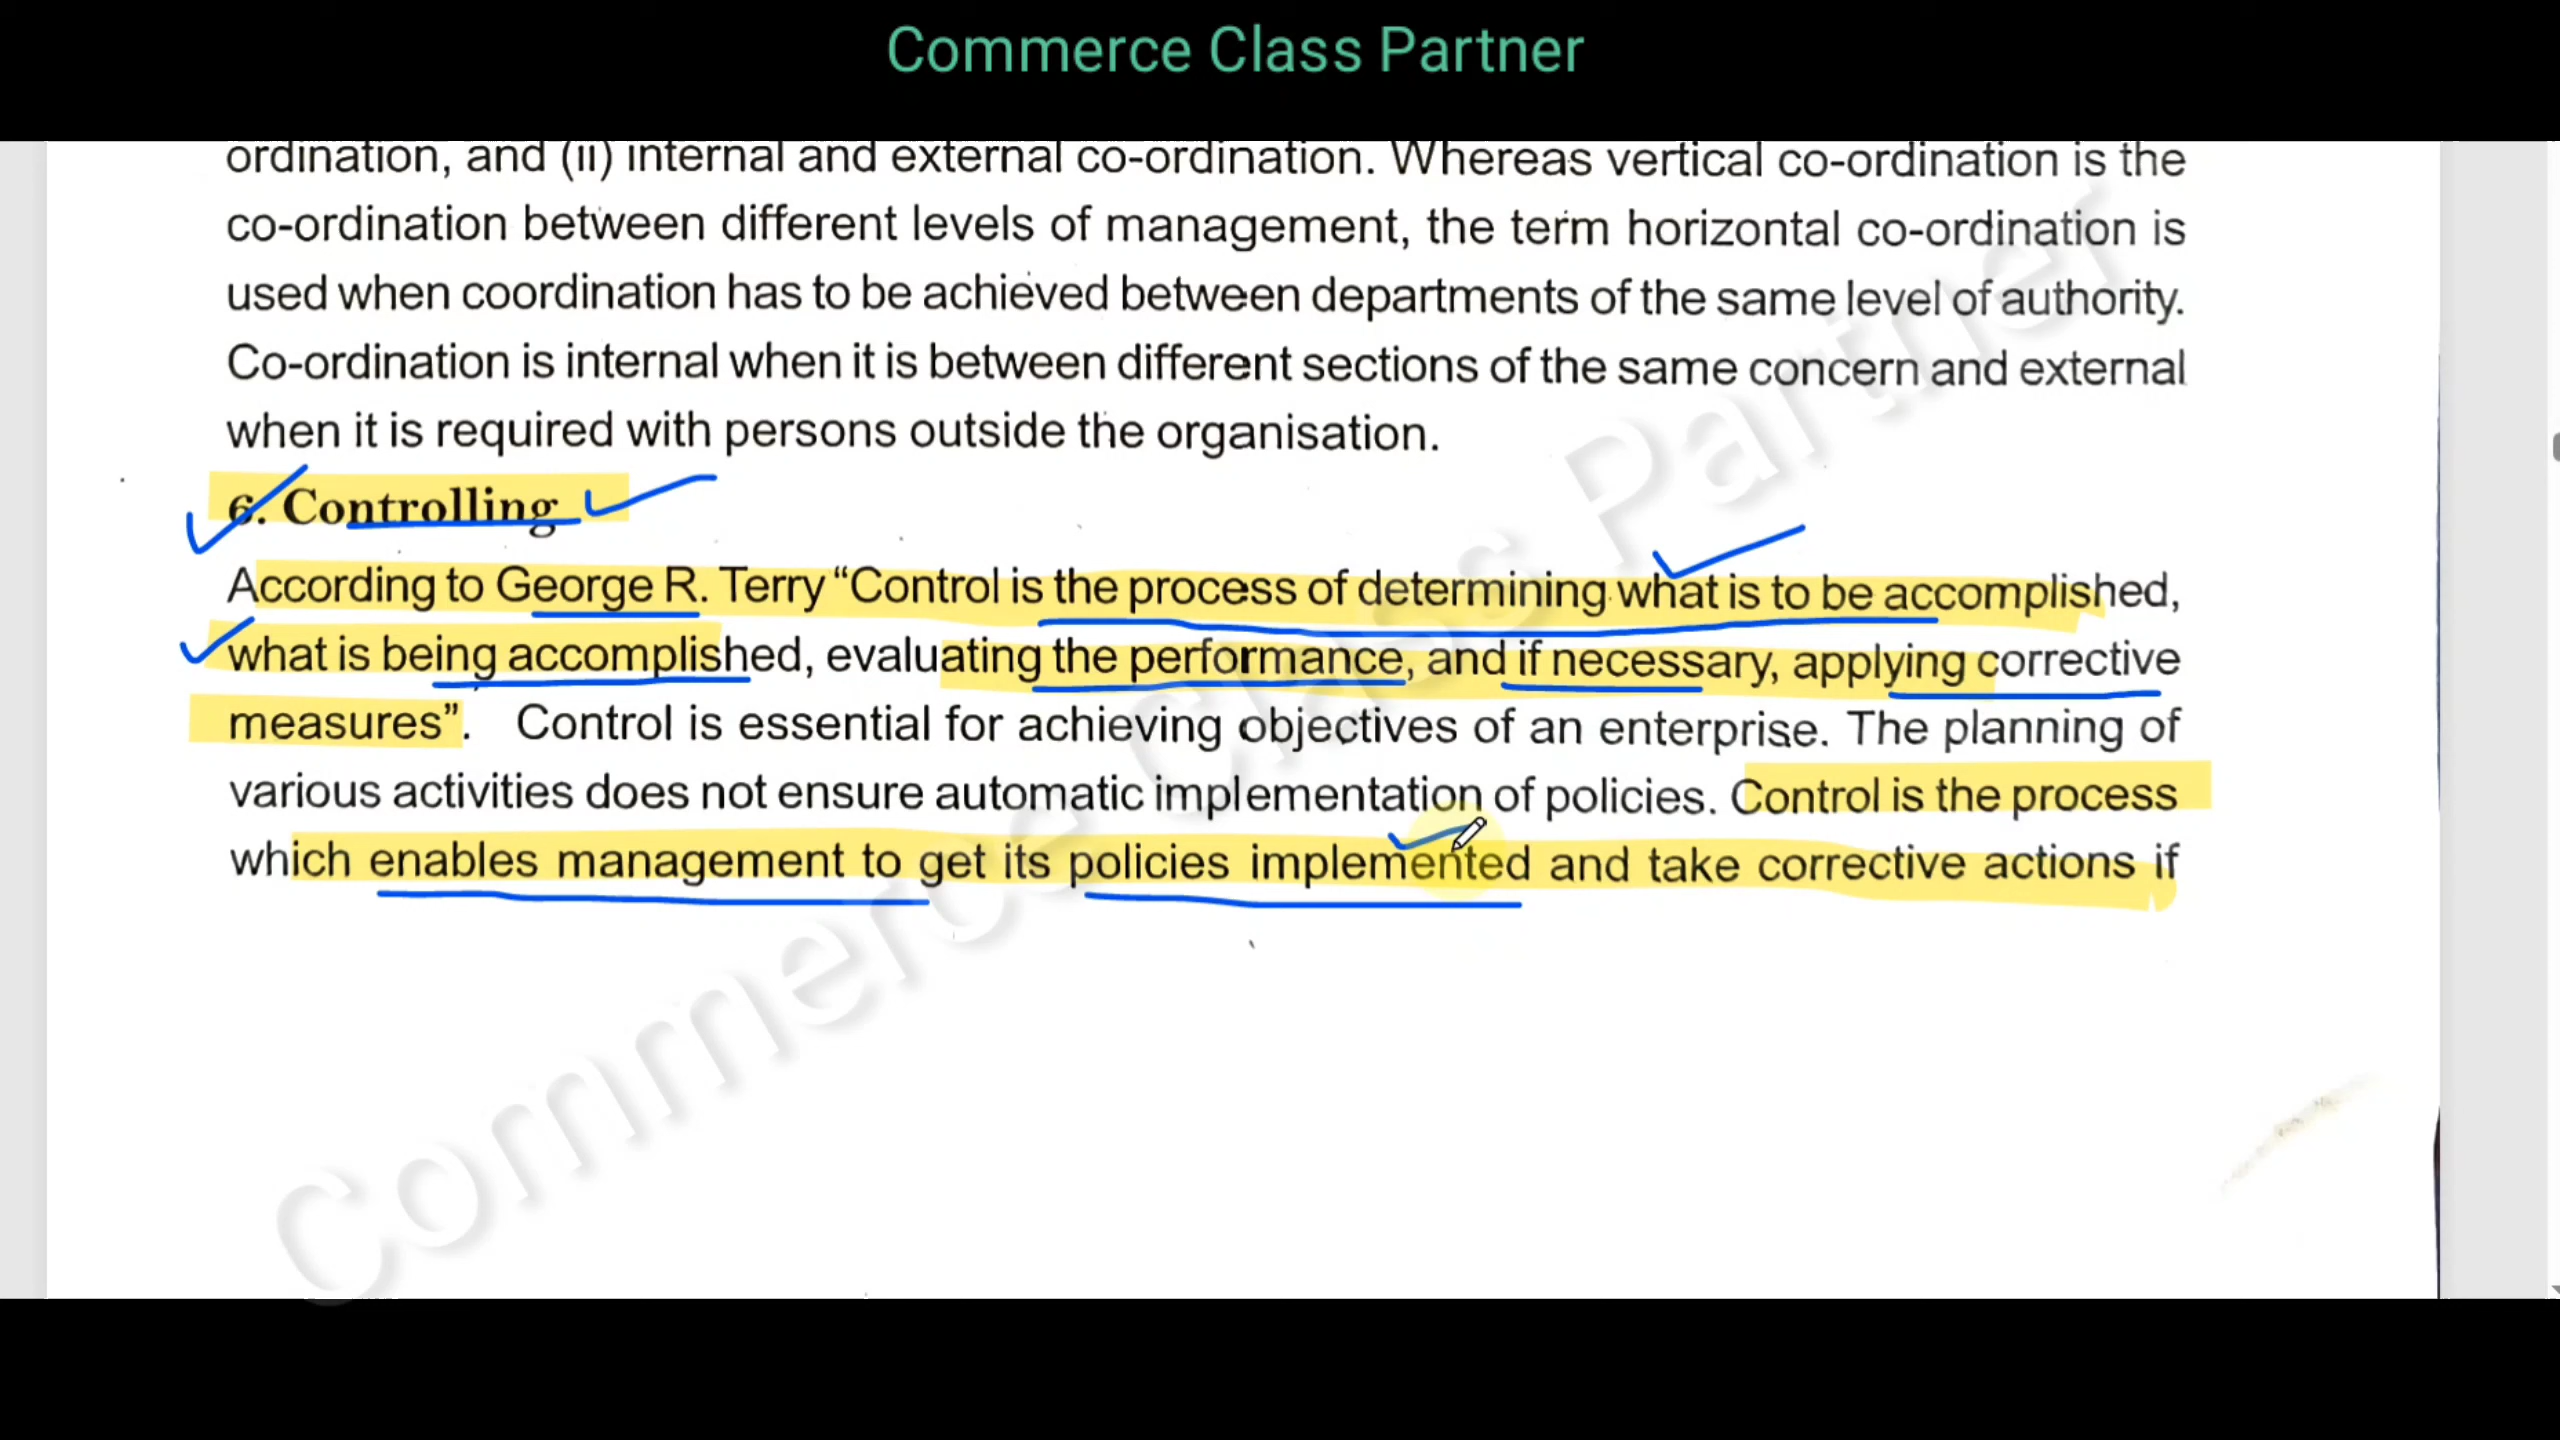 Commerce Class Partner
ordination, and (ii) internal and external co-ordination. Whereas vertical co-ordination is the
co-ordination between different levels of management, the term horizontal co-ordination is
used when coordination has to be achieved between departments of the same level of authority.
Co-ordination is internal when it is between different sections of the same concern and external
when it is required with persons outside the organisation.
6. Controlling
According to George R. Terry “Control is the process of determining what is to be accomplished,
what is being accomplished, evaluating the performance, and if necessary, applying corrective
measures”. Control is essential for achieving objectives of an enterprise. The planning of
various activities does not ensure automatic implementation of policies. Control is the process
which enables management to get its policies implemented and take corrective actions if
Commerce Class Partner